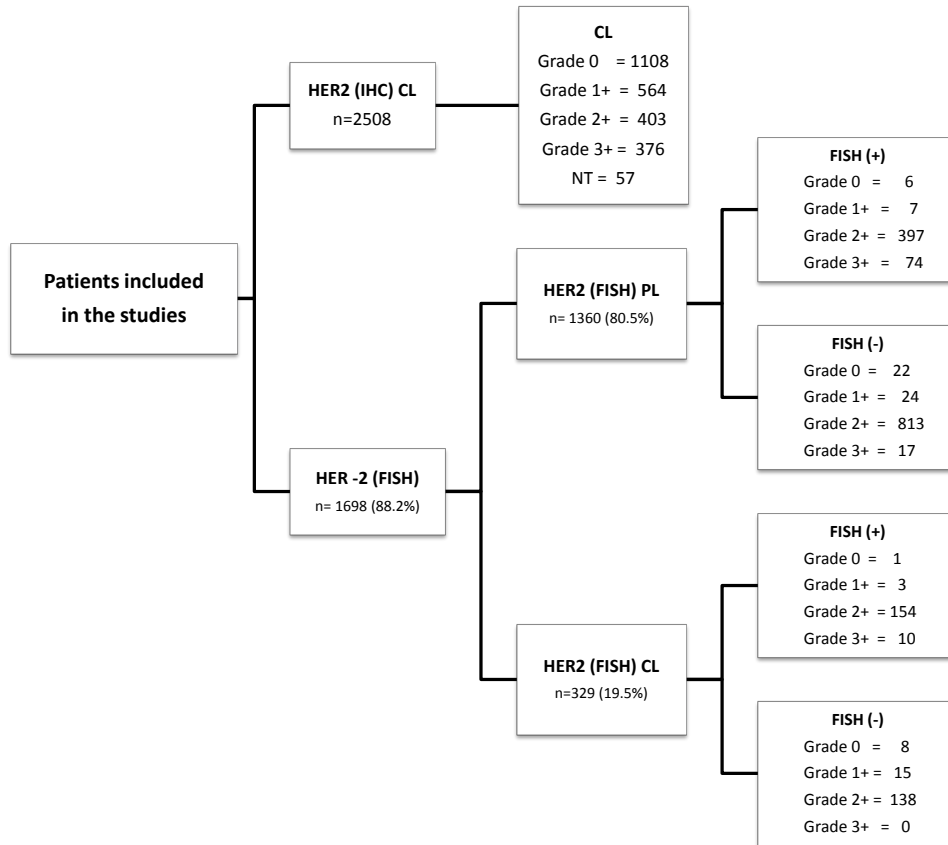 Patients included
in the studies
HER2 (IHC) CL
n=2508
CL
Grade 0 = 1108
Grade 1+ = 564
Grade 2+ = 403
Grade 3+ = 376
NT = 57
HER -2 (FISH)
n= 1698 (88.2%)
HER2 (FISH) PL
n= 1360 (80.5%)
FISH (+)
Grade 0 = 6
Grade 1+ = 7
Grade 2+ = 397
Grade 3+ = 74
FISH (-)
Grade 0 = 22
Grade 1+ = 24
Grade 2+ = 813
Grade 3+ = 17
HER2 (FISH) CL
n=329 (19.5%)
FISH (+)
Grade 0 = 1
Grade 1+ = 3
Grade 2+ = 154
Grade 3+ = 10
FISH (-)
Grade 0 = 8
Grade 1+ = 15
Grade 2+ = 138
Grade 3+ = 0